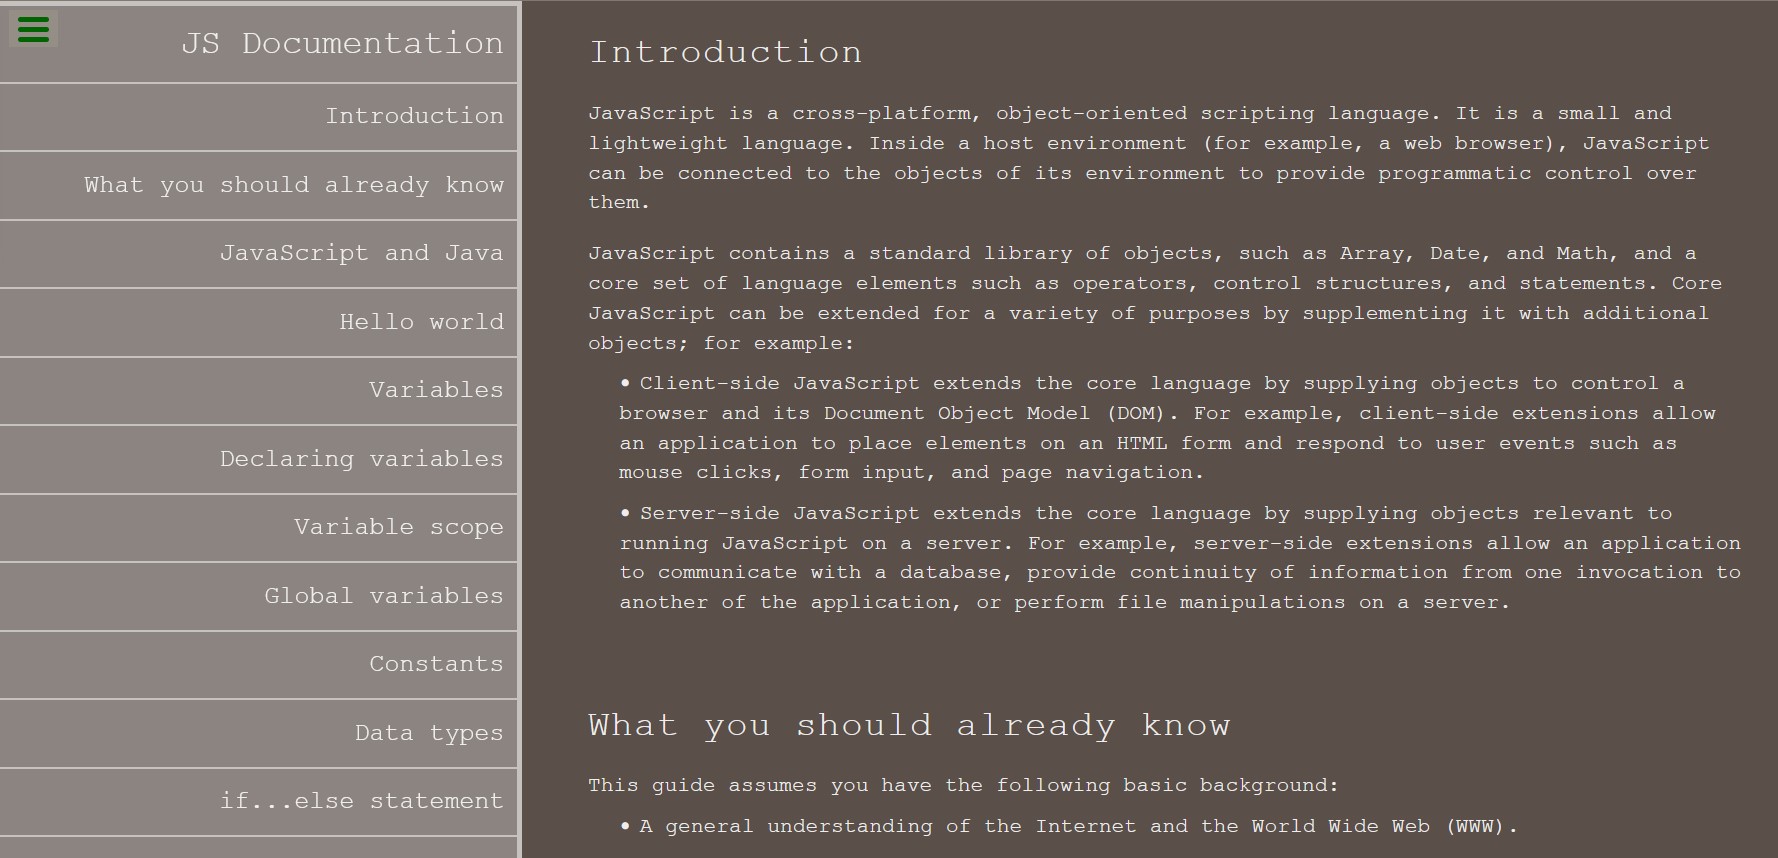 JS Documentation
Introduction
What you should already know
JavaScript and Java
Hello world
Variables
Declaring variables
Variable scope
Global variables
Constants
Data types
if...else statement
Introduction
JavaScript is a cross-platform, object-oriented scripting language. It is a small and
lightweight language. Inside a host environment (for example, a web browser), JavaScript
can be connected to the objects of its environment to provide programmatic control over
them.
JavaScript contains a standard library of objects, such as Array, Date, and Math, and a
core set of language elements such as operators, control structures, and statements. Core
JavaScript can be extended for a variety of purposes by supplementing it with additional
objects; for example:
• Client-side JavaScript extends the core language by supplying objects to control a
browser and its Document Object Model (DOM). For example, client-side extensions allow
an application to place elements on an HTML form and respond to user events such as
mouse clicks, form input, and page navigation.
• Server-side JavaScript extends the core language by supplying objects relevant to
running JavaScript on a server. For example, server-side extensions allow an application
to communicate with a database, provide continuity of information from one invocation to
another of the application, or perform file manipulations on a server.
What you should already know
This guide assumes you have the following basic background:
• A general understanding of the Internet and the World Wide Web (WWW).